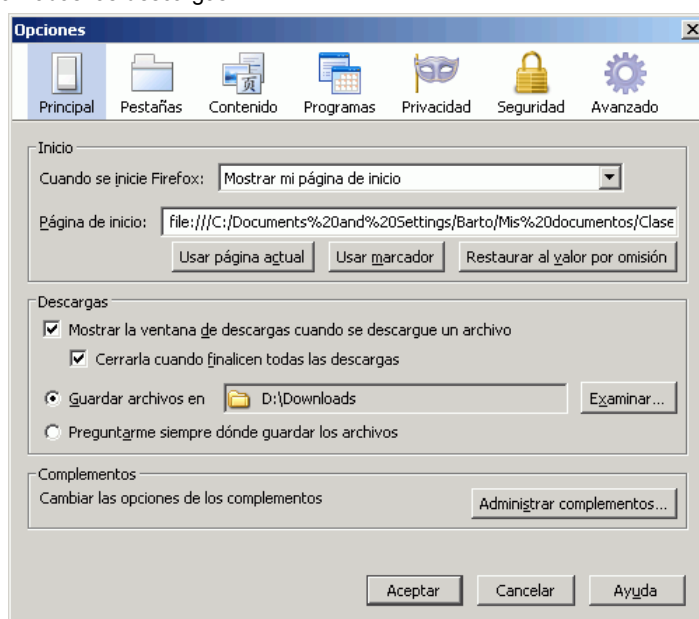 Opciones
Principal Pestañas Contenido Programas Privacidad Seguridad Avanzado
Inicio
Cuando se inicie Firefox: Mostrar mi página de inicio
Página de inicio: file:///C:/Documents%20and%20Settings/Barto/Mis%20documentos/Clase
Usar página actual Usar marcador Restaurar al valor por omisión
Descargas
Mostrar la ventana de descargas cuando se descargue un archivo
Cerrarla cuando finalicen todas las descargas
Guardar archivos en D:\Downloads Examinar...
Preguntarme siempre dónde guardar los archivos
Complementos
Cambiar las opciones de los complementos Administrar complementos...
Aceptar Cancelar Ayuda